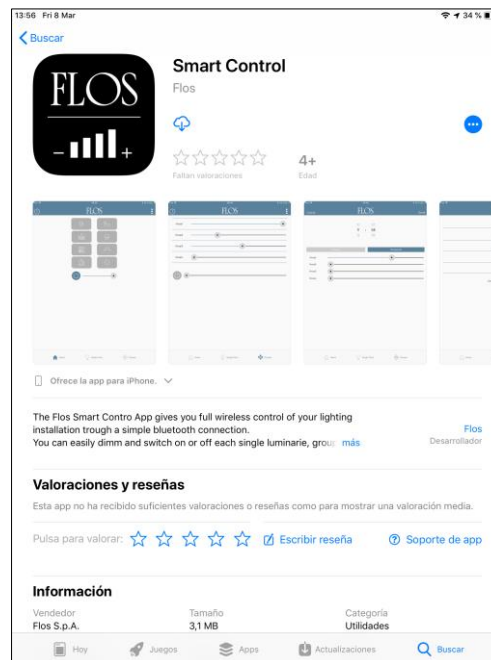 13:56 Fri 8 Mar
34 %
Buscar
FLOS
Smart Control
Flos
Faltan valoraciones
4+
Edad
FLOS
FLOS
FLOS
Ofrece la app para iPhone.
The Flos Smart Contro App gives you full wireless control of your lighting
installation trough a simple bluetooth connection.
You can easily dimm and switch on or off each single luminarie, grou
más
Flos
Desarrollador
Valoraciones y reseñas
Esta app no ha recibido suficientes valoraciones o reseñas como para mostrar una valoración media.
Pulsa para valorar:
Escribir reseña
Soporte de app
Información
Vendedor
Flos S.p.A.
Tamaño
3,1 MB
Categoría
Utilidades
Hoy
Juegos
Apps
Actualizaciones
Buscar